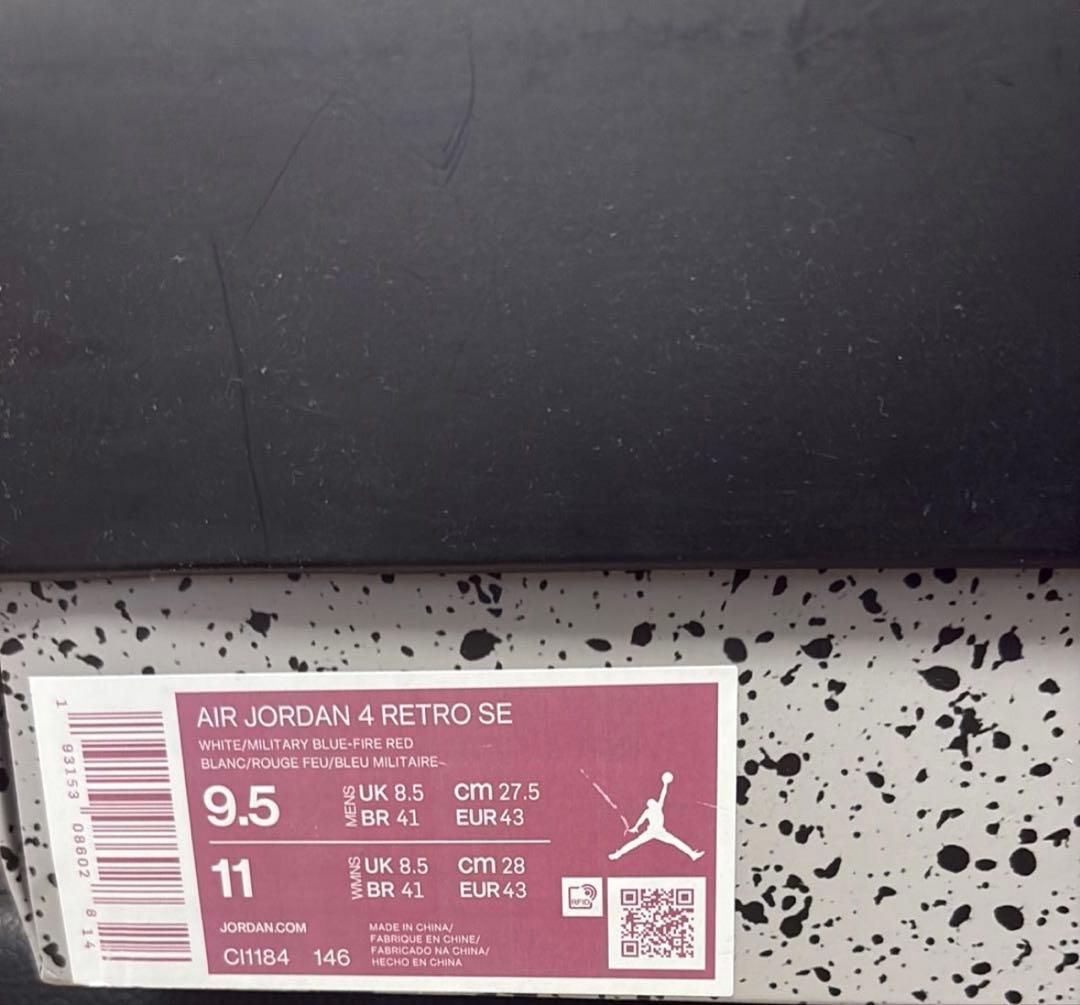 AIR JORDAN 4 RETRO SE
WHITE/MILITARY BLUE-FIRE RED
BLANC/ROUGE FEU/BLEU MILITAIRE~
9.5 MENS UK 8.5 cm 27.5
BR 41 EUR 43
11 WMNS UK 8.5 cm 28
BR 41 EUR 43
RFID
JORDAN.COM
CI1184 146
MADE IN CHINA/
FABRIQUE EN CHINE/
FABRICADO NA CHINA/
HECHO EN CHINA
1 93153 08602 8 14